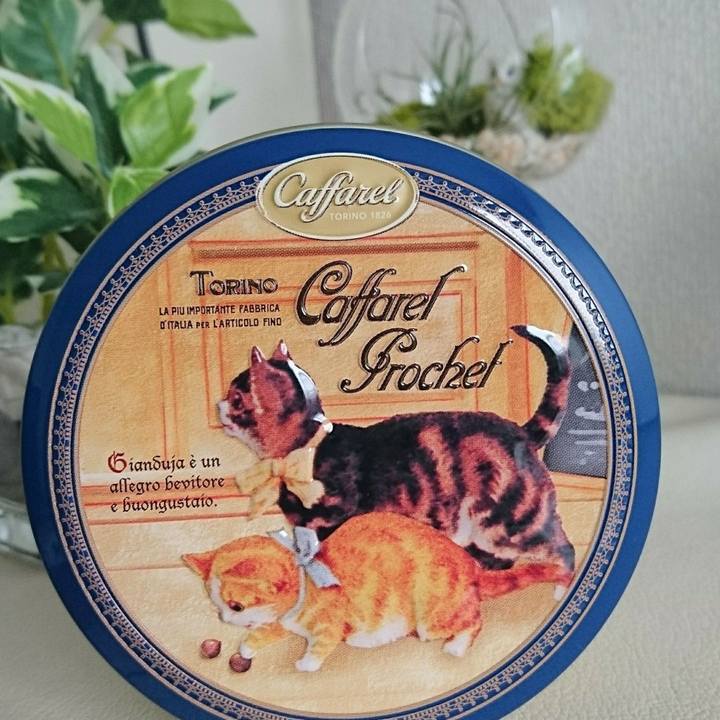 Caffarel
TORINO 1826
TORINO
LA PIU IMPORTANTE FABBRICA
D'ITALIA PER L'ARTICOLO FINO
Caffarel
Prochet
Gianduja è un
allegro bevitore
e buongustaio.